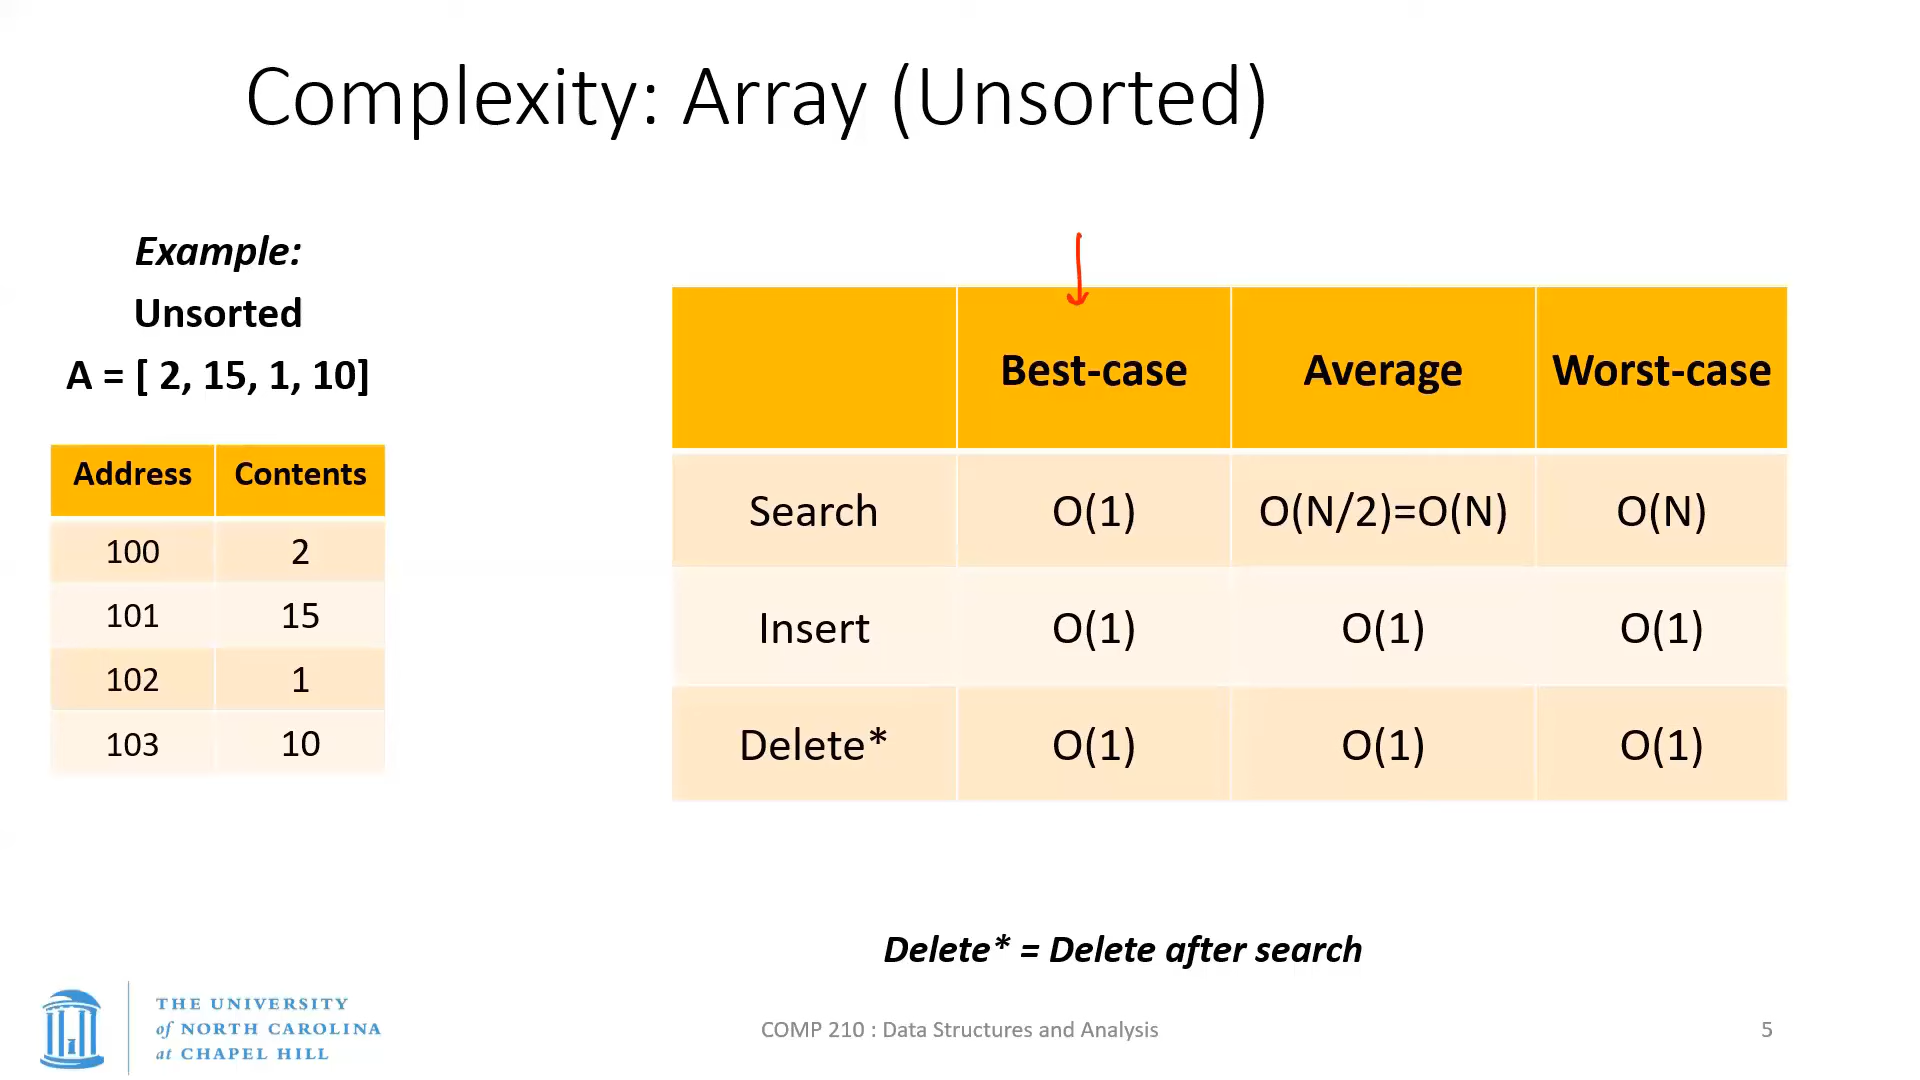 Complexity: Array (Unsorted)
Example:
Unsorted
A = [ 2, 15, 1, 10]
Address Contents
100 2
101 15
102 1
103 10
Best-case Average Worst-case
Search O(1) O(N/2)=O(N) O(N)
Insert O(1) O(1) O(1)
Delete* O(1) O(1) O(1)
Delete* = Delete after search
THE UNIVERSITY
of NORTH CAROLINA
at CHAPEL HILL
COMP 210 : Data Structures and Analysis
5